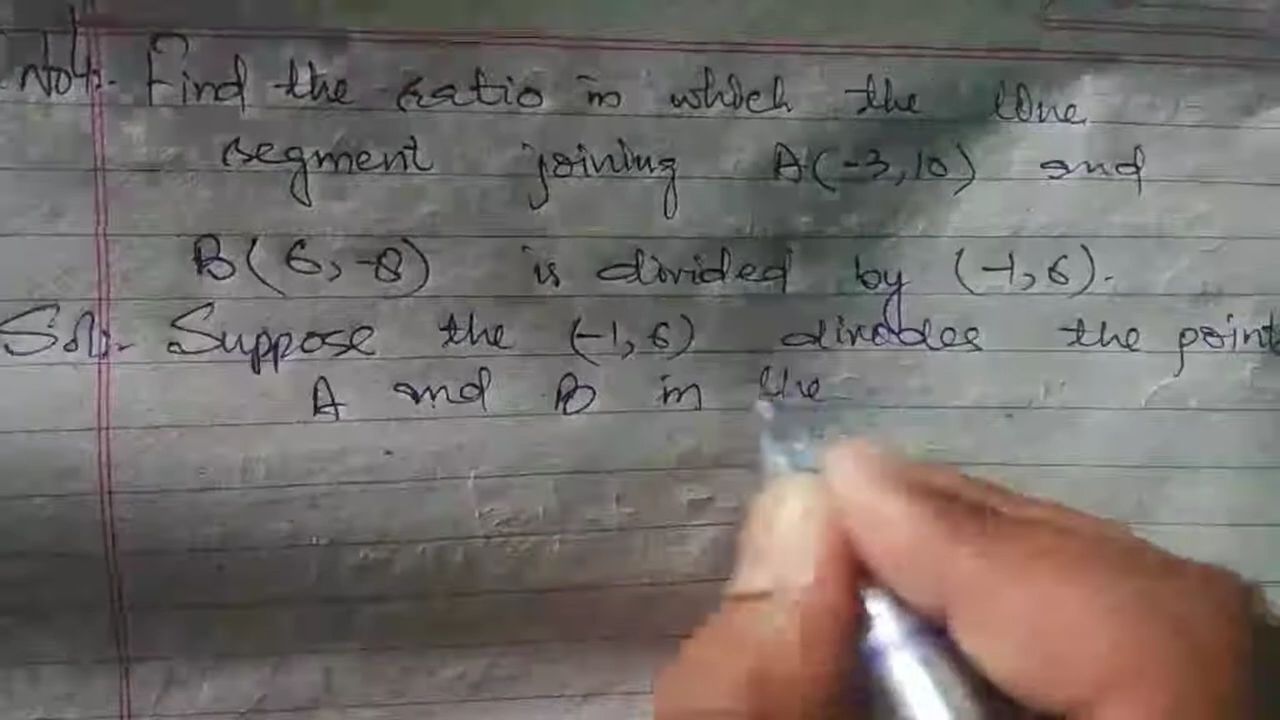 No4:- Find the ratio in which the line
segment joining A(-3,10) and
B(6,-8) is divided by (-1,6).
Sol:- Suppose the (-1,6) divides the point
A and B in the